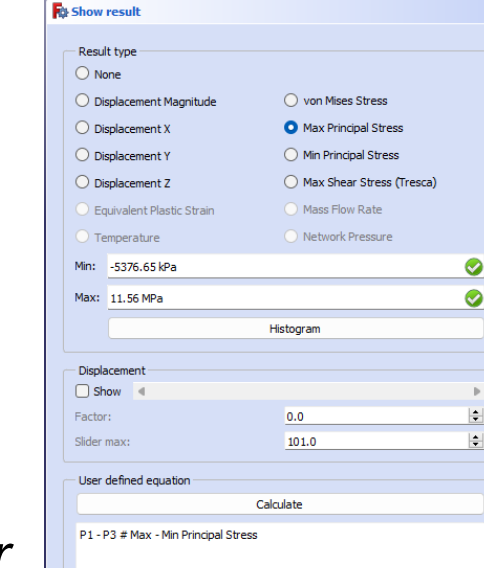 Show result
Result type
None
Displacement Magnitude
von Mises Stress
Displacement X
Max Principal Stress
Displacement Y
Min Principal Stress
Displacement Z
Max Shear Stress (Tresca)
Equivalent Plastic Strain
Mass Flow Rate
Temperature
Network Pressure
Min: -5376.65 kPa
Max: 11.56 MPa
Histogram
Displacement
Show
Factor: 0.0
Slider max: 101.0
User defined equation
Calculate
P1 - P3 # Max - Min Principal Stress
r